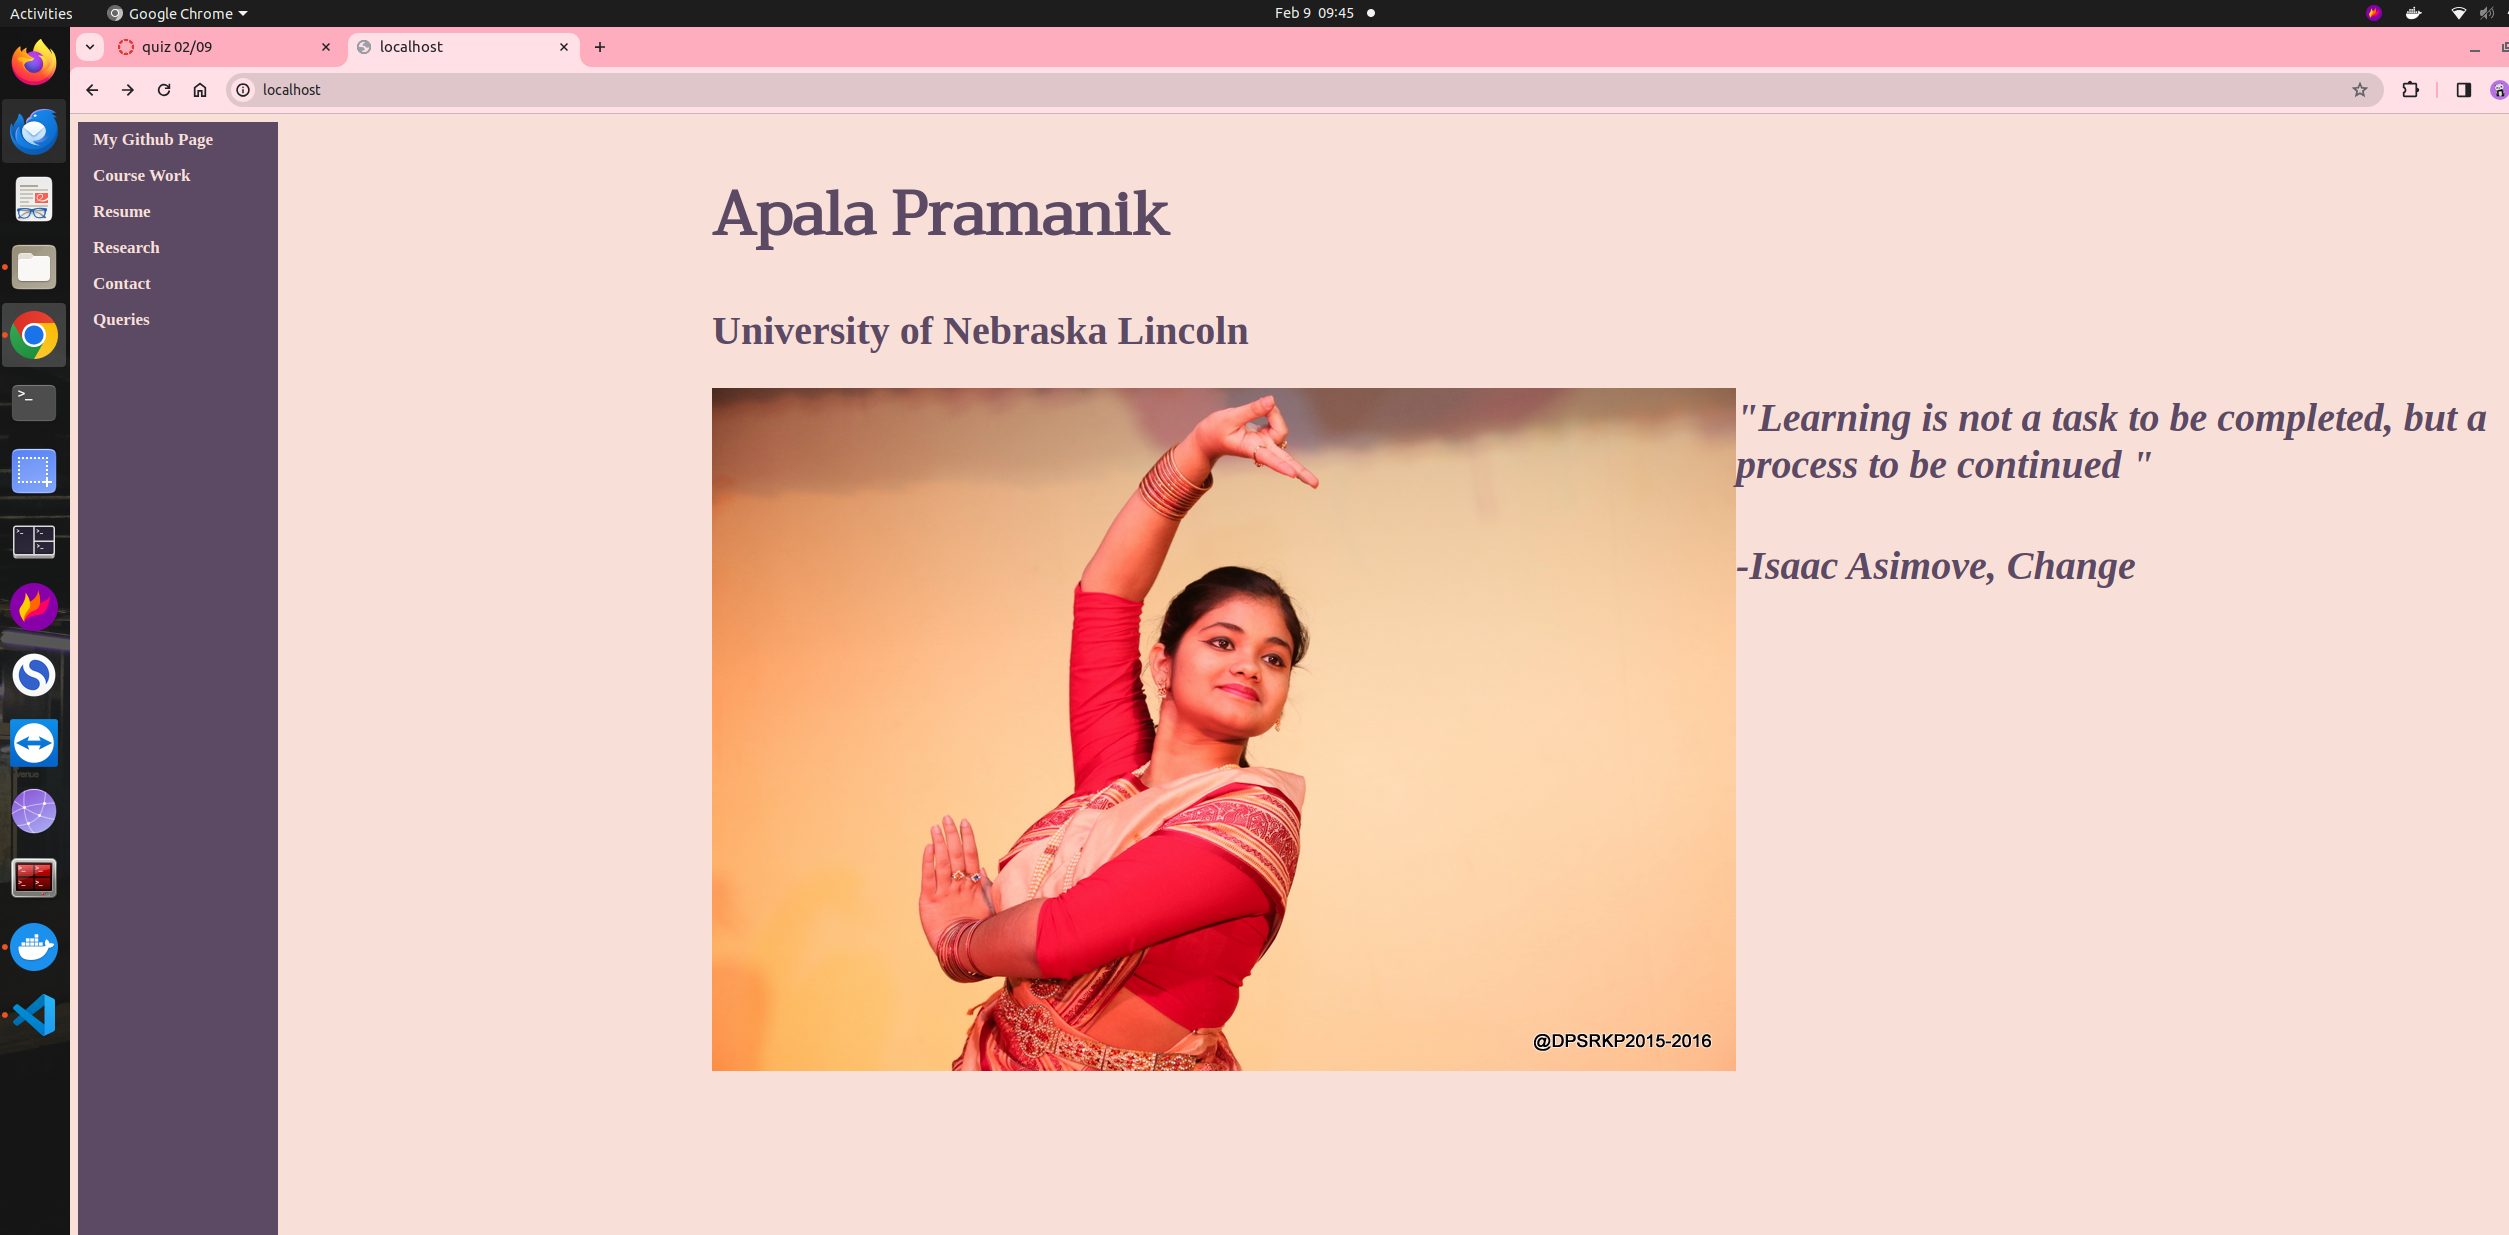 Activities
Google Chrome
Feb 9 09:45
quiz 02/09
localhost
localhost
My Github Page
Course Work
Resume
Research
Contact
Queries
Apala Pramanik
University of Nebraska Lincoln
"Learning is not a task to be completed, but a
process to be continued "
-Isaac Asimove, Change
@DPSRKP2015-2016